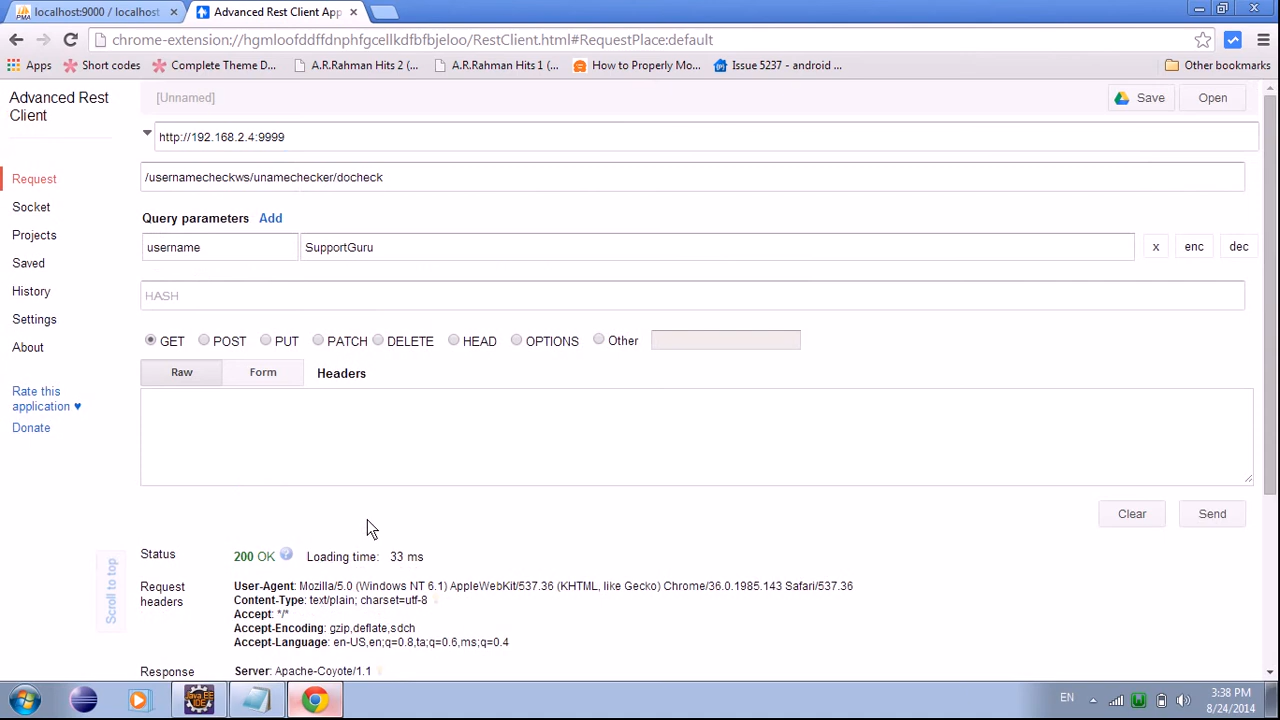 localhost:9000 / localhost
Advanced Rest Client App
chrome-extension://hgmloofddffdnphfgcellkdfbfbjeloo/RestClient.html#RequestPlace:default
Apps
Short codes
Complete Theme D...
A.R.Rahman Hits 2 (...
A.R.Rahman Hits 1 (...
How to Properly Mo...
Issue 5237 - android ...
Other bookmarks
Advanced Rest
Client
Request
Socket
Projects
Saved
History
Settings
About
Rate this
application ♥
Donate
[Unnamed]
Save
Open
http://192.168.2.4:9999
/usernamecheckws/unamechecker/docheck
Query parameters Add
username
SupportGuru
x
enc
dec
HASH
GET POST PUT PATCH DELETE HEAD OPTIONS Other
Raw
Form
Headers
Clear
Send
Scroll to top
Status
200 OK
Loading time: 33 ms
Request
headers
User-Agent: Mozilla/5.0 (Windows NT 6.1) AppleWebKit/537.36 (KHTML, like Gecko) Chrome/36.0.1985.143 Safari/537.36
Content-Type: text/plain; charset=utf-8
Accept: */*
Accept-Encoding: gzip,deflate,sdch
Accept-Language: en-US,en;q=0.8,ta;q=0.6,ms;q=0.4
Response
Server: Apache-Coyote/1.1
Java EE
IDE
EN
3:38 PM
8/24/2014